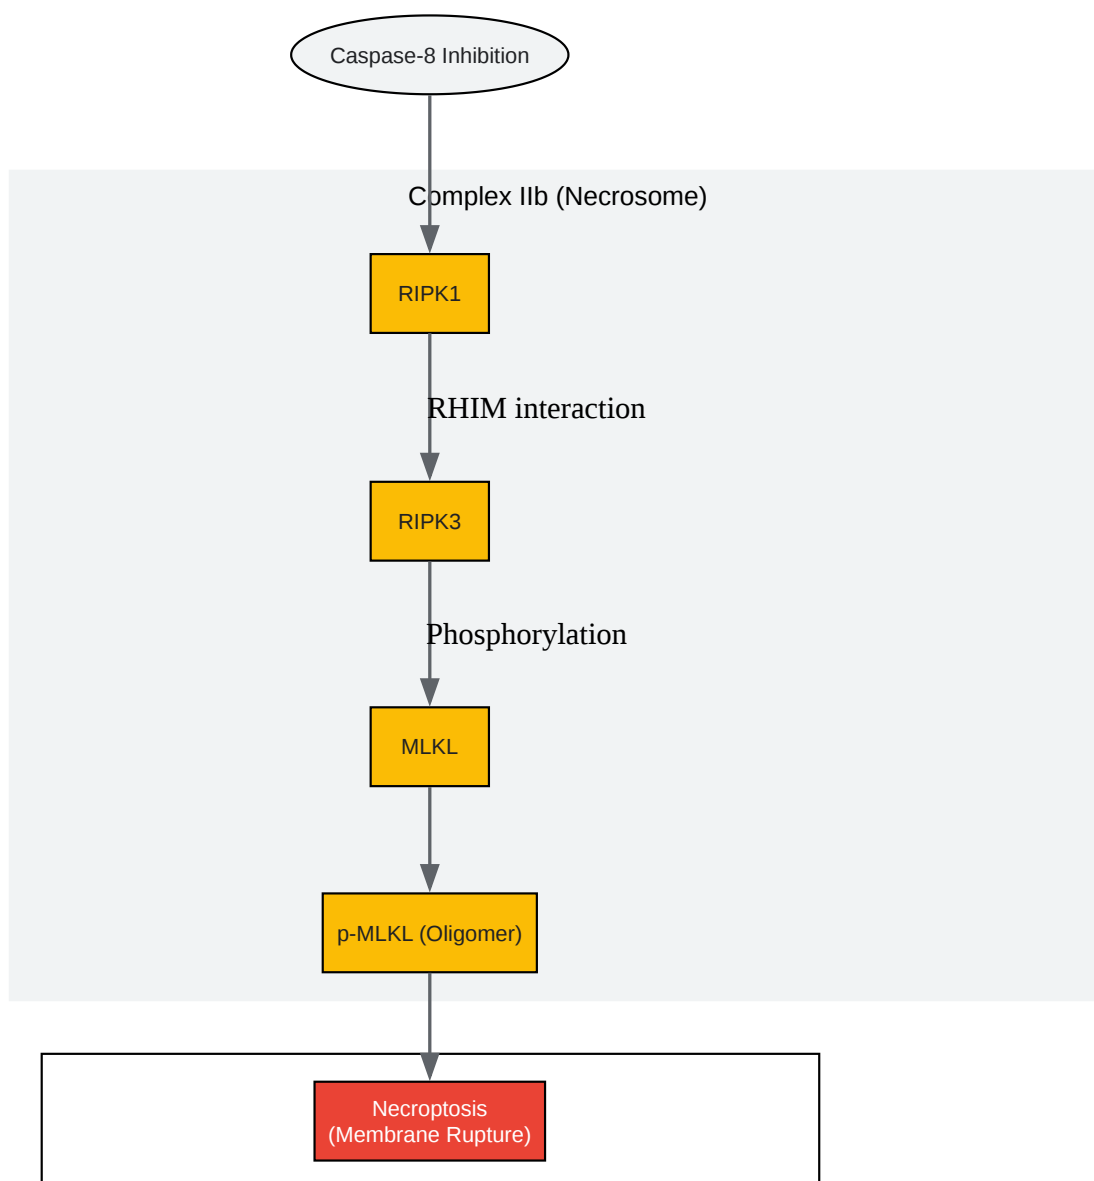 Caspase-8 Inhibition
Complex IIb (Necrosome)
RIPK1
RHIM interaction
RIPK3
Phosphorylation
MLKL
p-MLKL (Oligomer)
Necroptosis
(Membrane Rupture)